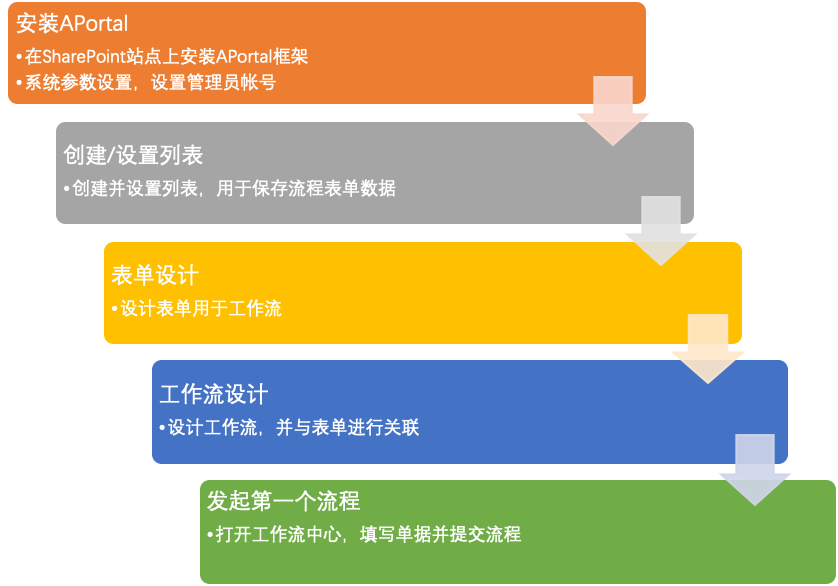 安装APortal
•在SharePoint站点上安装APortal框架
•系统参数设置，设置管理员帐号
创建/设置列表
•创建并设置列表，用于保存流程表单数据
表单设计
•设计表单用于工作流
工作流设计
•设计工作流，并与表单进行关联
发起第一个流程
•打开工作流中心，填写单据并提交流程